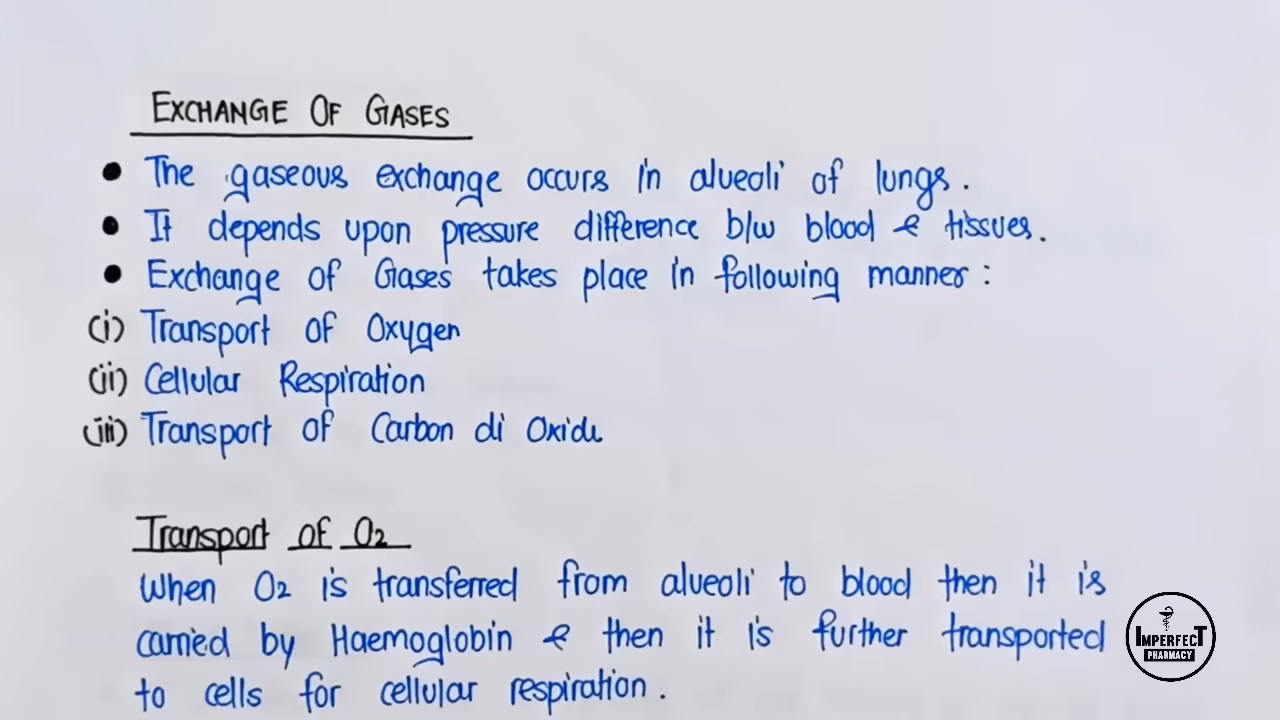 EXCHANGE OF GASES
• The gaseous exchange occurs in alveoli of lungs.
• It depends upon pressure difference b/w blood & tissues.
• Exchange of Gases takes place in following manner:
(i) Transport of Oxygen
(ii) Cellular Respiration
(iii) Transport of Carbon di Oxide
Transport of O2
When O2 is transferred from alveoli to blood then it is
carried by Haemoglobin & then it is further transported
to cells for cellular respiration.
IMPERFECT
PHARMACY